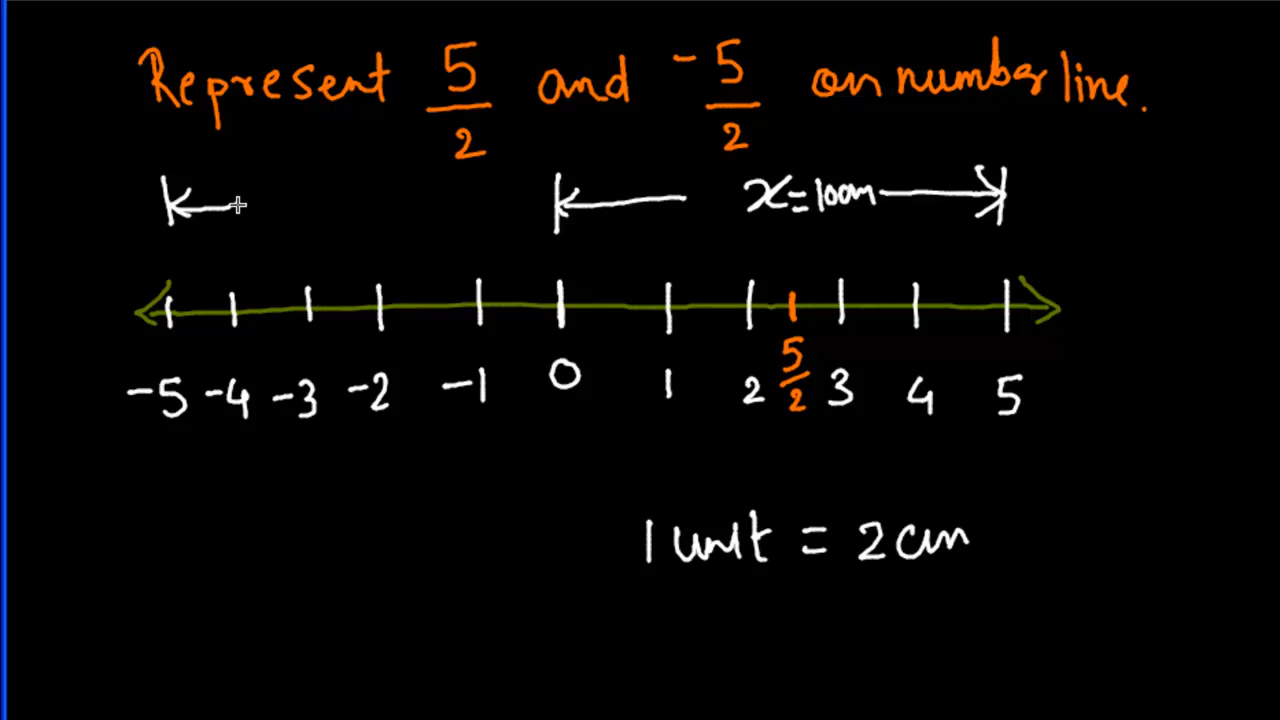 Represent 5/2 and -5/2 on number line.
x=10cm
-5 -4 -3 -2 -1 0 1 2 5/2 3 4 5
1 unit = 2cm